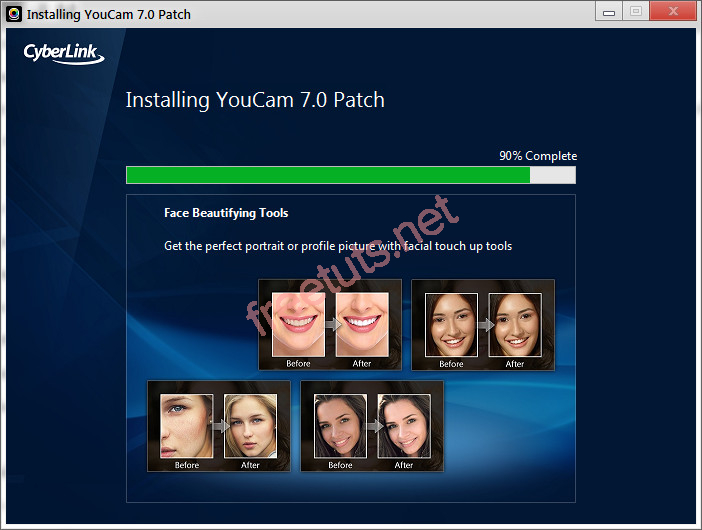 Installing YouCam 7.0 Patch
CyberLink
Installing YouCam 7.0 Patch
90% Complete
Face Beautifying Tools
Get the perfect portrait or profile picture with facial touch up tools
freetuts.net
Before After
Before After
Before After
Before After